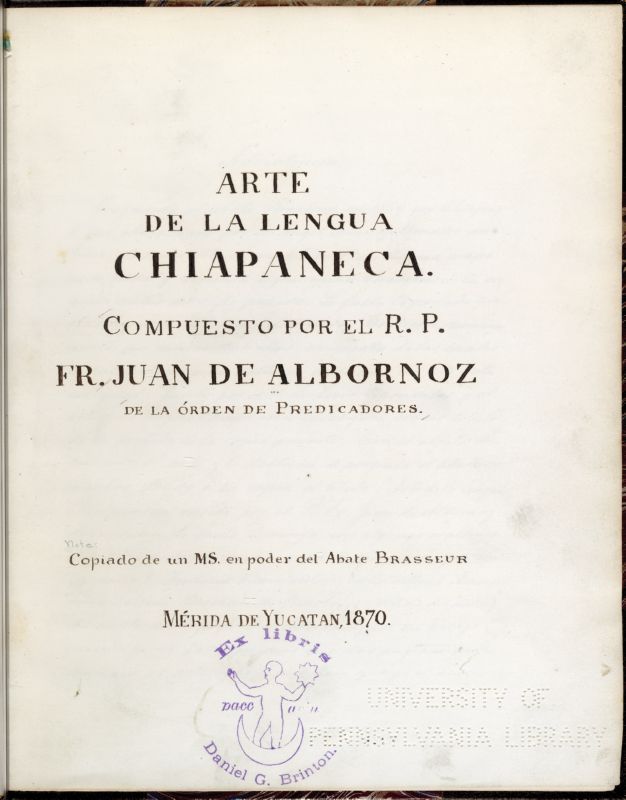 ARTE
DE LA LENGUA
CHIAPANECA.
COMPUESTO POR EL R. P.
FR. JUAN DE ALBORNOZ
DE LA ÓRDEN DE PREDICADORES.
Nota:
Copiado de un MS. en poder del Abate BRASSEUR
MÉRIDA DE YUCATAN, 1870.
Ex libris
pacc
Daniel G. Brinton.
UNIVERSITY OF
PENNSYLVANIA LIBRARY